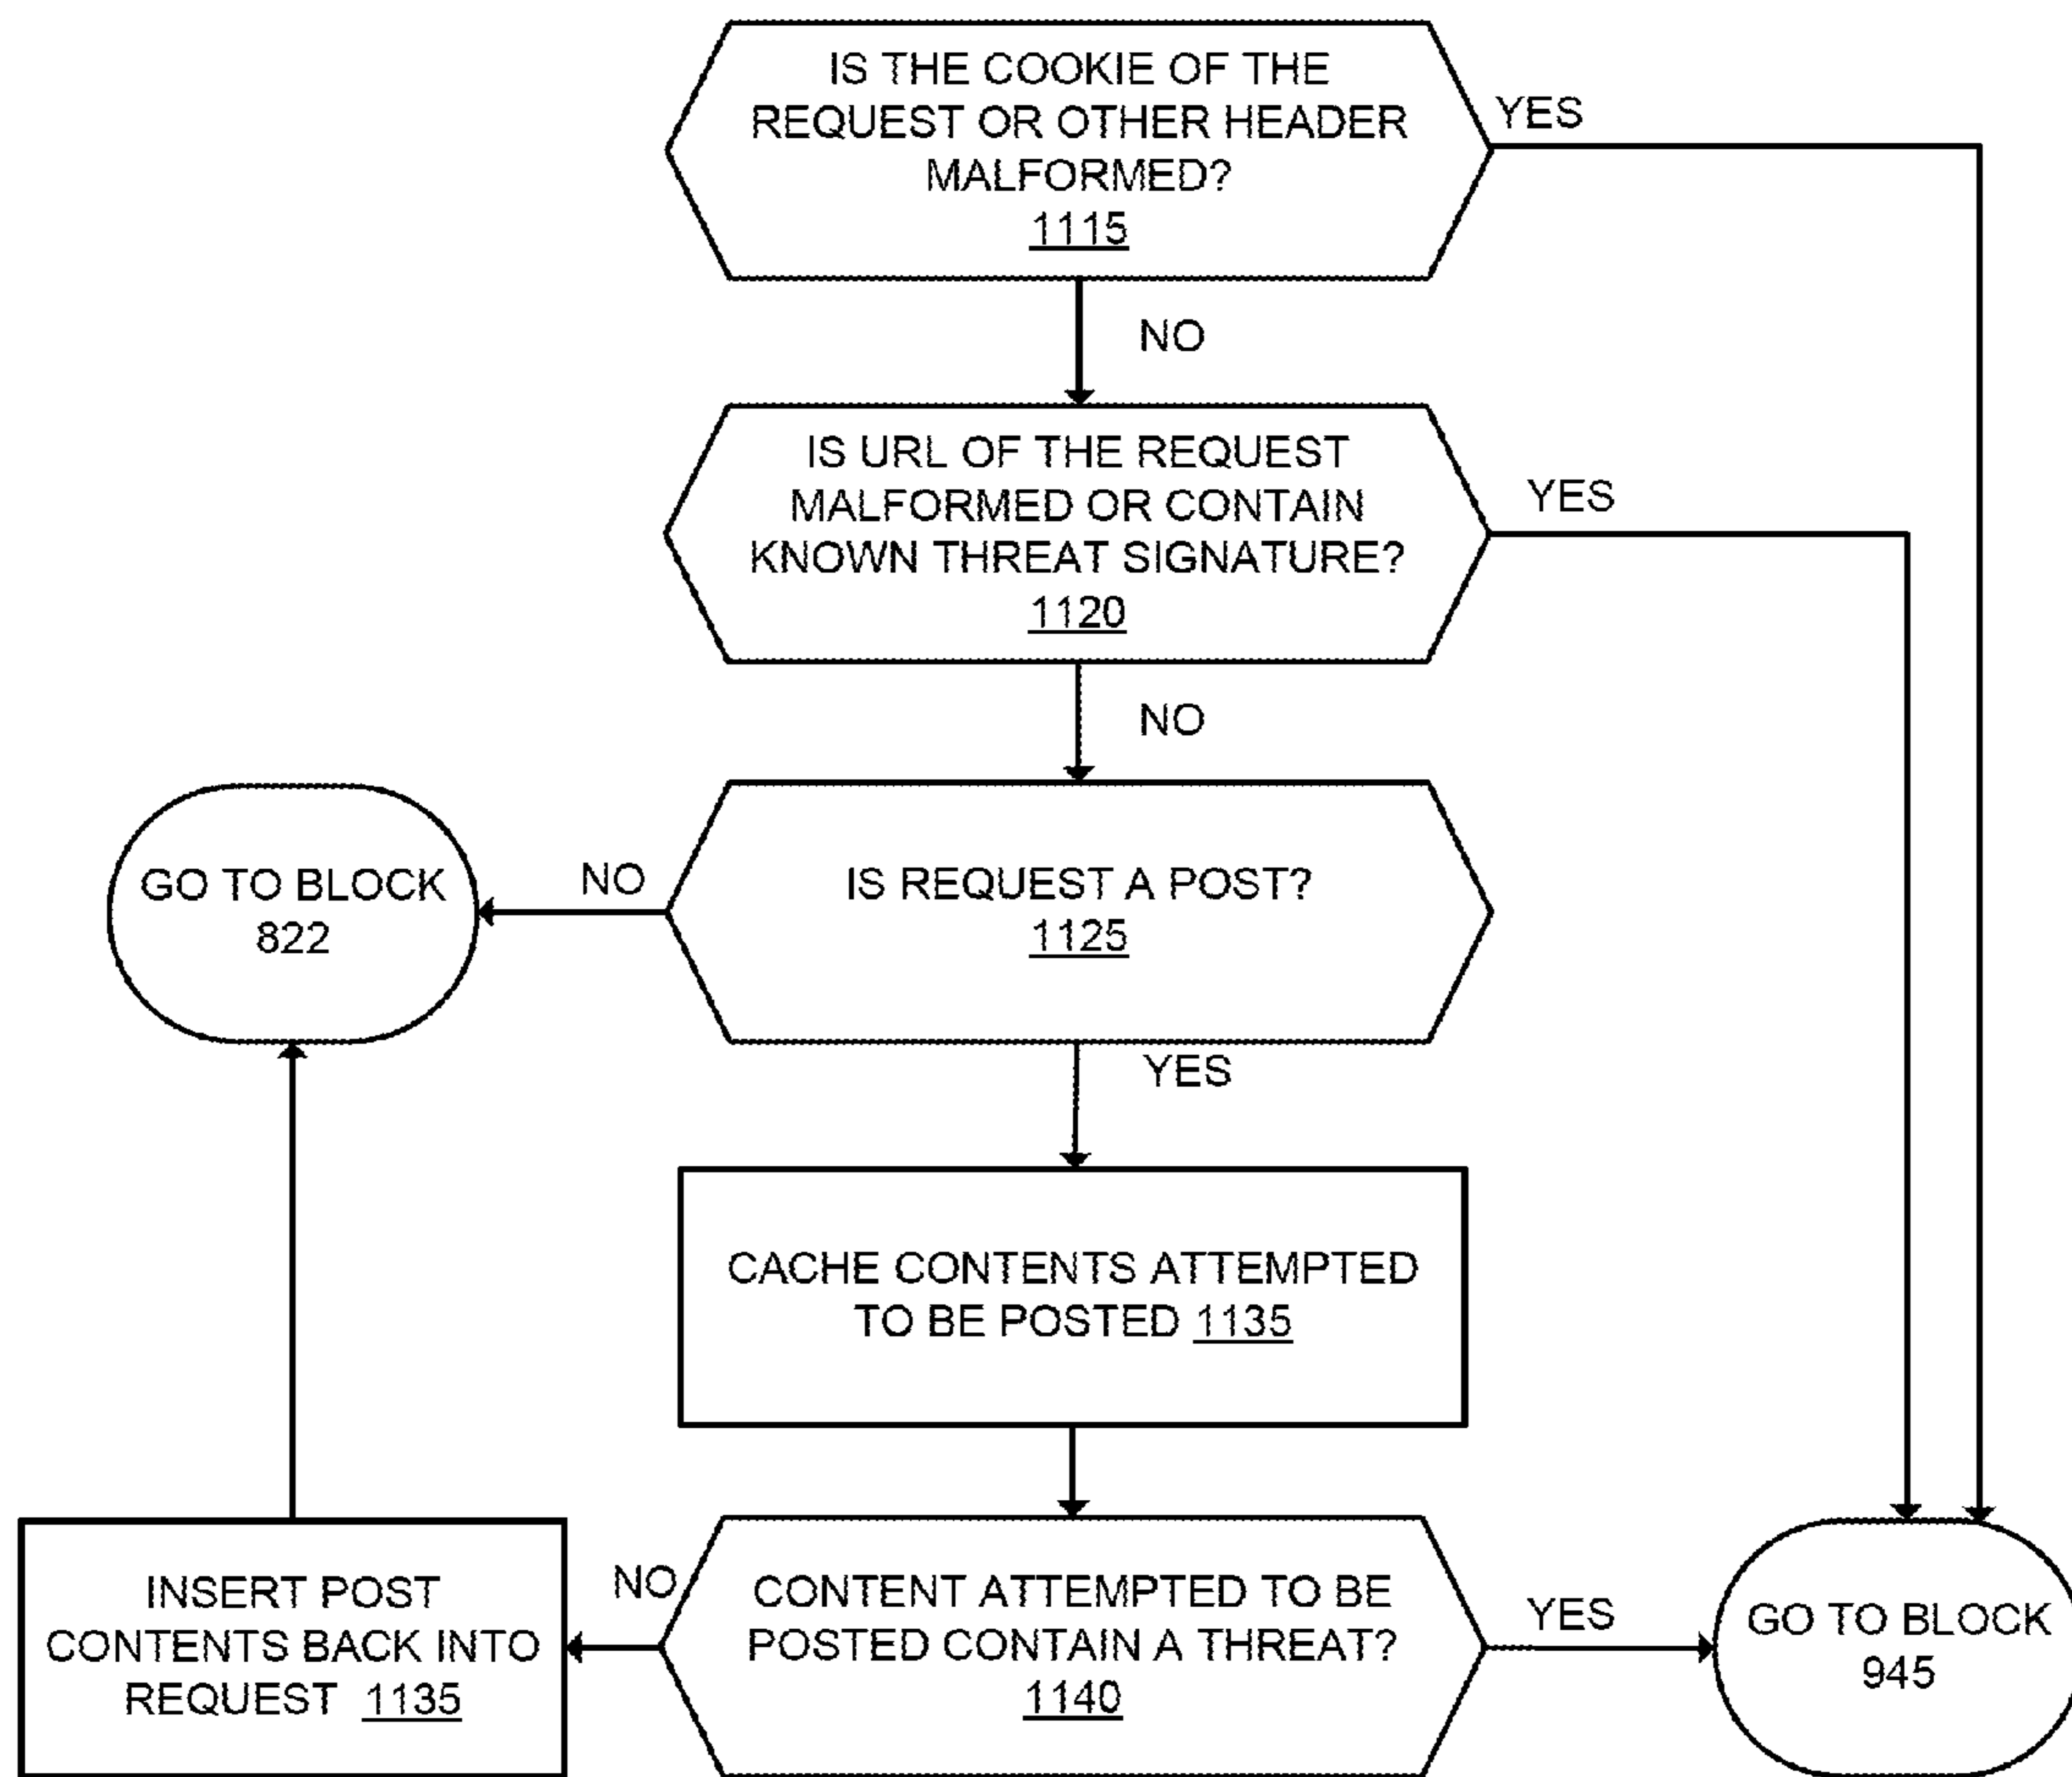 IS THE COOKIE OF THE
REQUEST OR OTHER HEADER
MALFORMED?
1115
YES
NO
IS URL OF THE REQUEST
MALFORMED OR CONTAIN
KNOWN THREAT SIGNATURE?
1120
YES
NO
GO TO BLOCK
822
NO
IS REQUEST A POST?
1125
YES
CACHE CONTENTS ATTEMPTED
TO BE POSTED 1135
INSERT POST
CONTENTS BACK INTO
REQUEST 1135
NO
CONTENT ATTEMPTED TO BE
POSTED CONTAIN A THREAT?
1140
YES
GO TO BLOCK
945